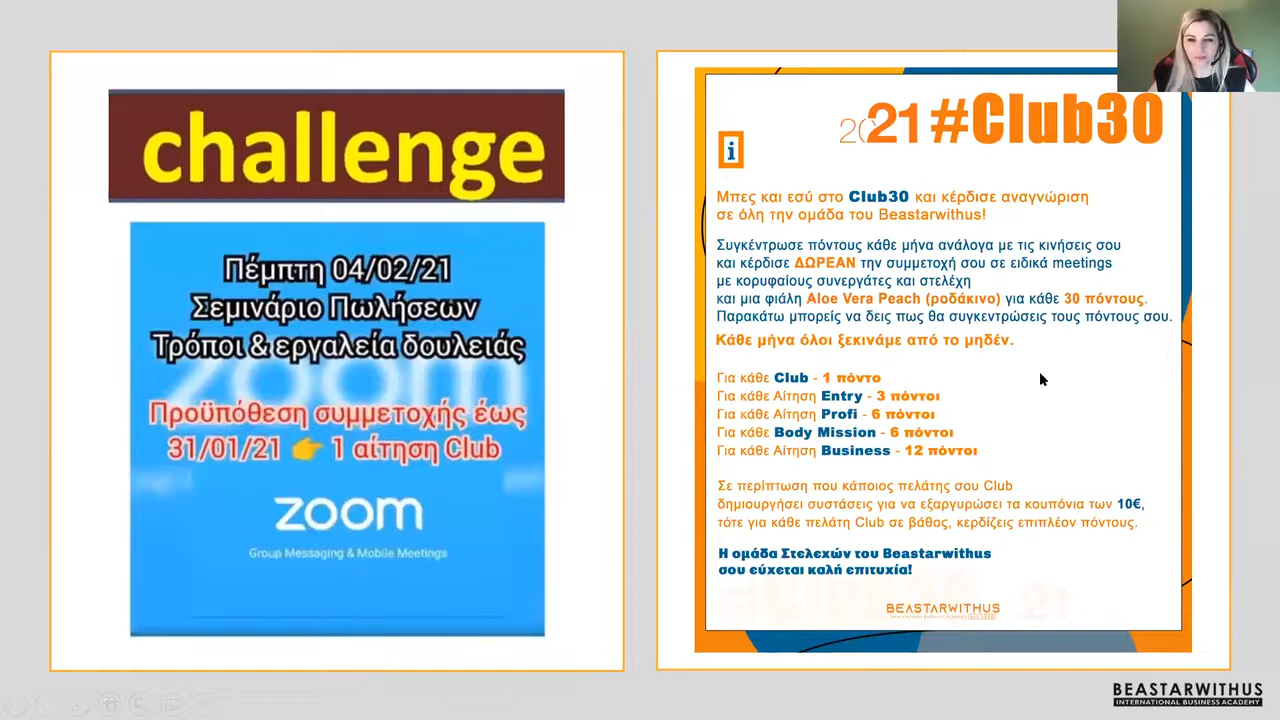 challenge
Πέμπτη 04/02/21
Σεμινάριο Πωλήσεων
Τρόποι & εργαλεία δουλειάς
zoom
Προϋπόθεση συμμετοχής έως
31/01/21 👉 1 αίτηση Club
zoom
Group Messaging & Mobile Meetings
2021 #Club30
i
Μπες και εσύ στο Club30 και κέρδισε αναγνώριση
σε όλη την ομάδα του Beastarwithus!
Συγκέντρωσε πόντους κάθε μήνα ανάλογα με τις κινήσεις σου
και κέρδισε ΔΩΡΕΑΝ την συμμετοχή σου σε ειδικά meetings
με κορυφαίους συνεργάτες και στελέχη
και μια φιάλη Aloe Vera Peach (ροδάκινο) για κάθε 30 πόντους.
Παρακάτω μπορείς να δεις πως θα συγκεντρώσεις τους πόντους σου.
Κάθε μήνα όλοι ξεκινάμε από το μηδέν.
Για κάθε Club - 1 πόντο
Για κάθε Αίτηση Entry - 3 πόντοι
Για κάθε Αίτηση Profi - 6 πόντοι
Για κάθε Body Mission - 6 πόντοι
Για κάθε Αίτηση Business - 12 πόντοι
Σε περίπτωση που κάποιος πελάτης σου Club
δημιουργήσει συστάσεις για να εξαργυρώσει τα κουπόνια των 10€,
τότε για κάθε πελάτη Club σε βάθος, κερδίζεις επιπλέον πόντους.
Η ομάδα Στελεχών του Beastarwithus
σου εύχεται καλή επιτυχία!
BEASTARWITHUS
BEASTARWITHUS
INTERNATIONAL BUSINESS ACADEMY